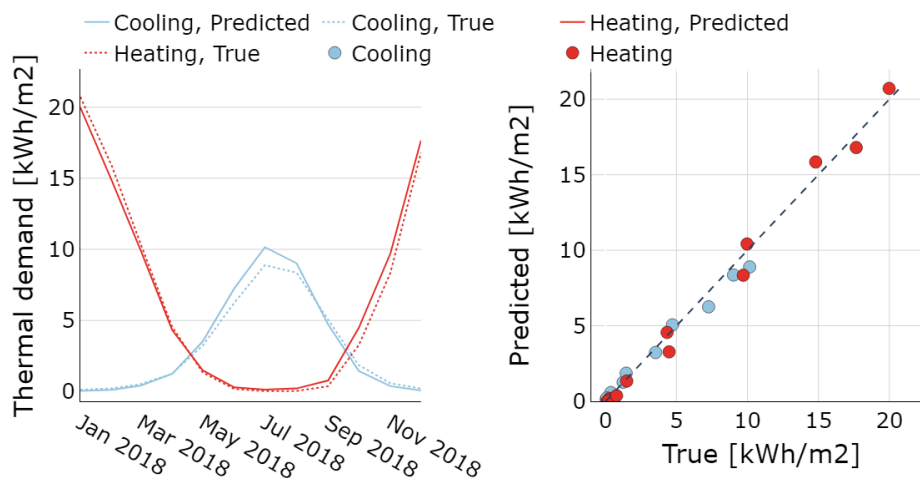 Cooling, Predicted Cooling, True Heating, Predicted
Heating, True Cooling Heating
Thermal demand [kWh/m2]
20
15
10
5
0
Jan 2018
Mar 2018
May 2018
Jul 2018
Sep 2018
Nov 2018
Predicted [kWh/m2]
20
15
10
5
0
0 5 10 15 20
True [kWh/m2]